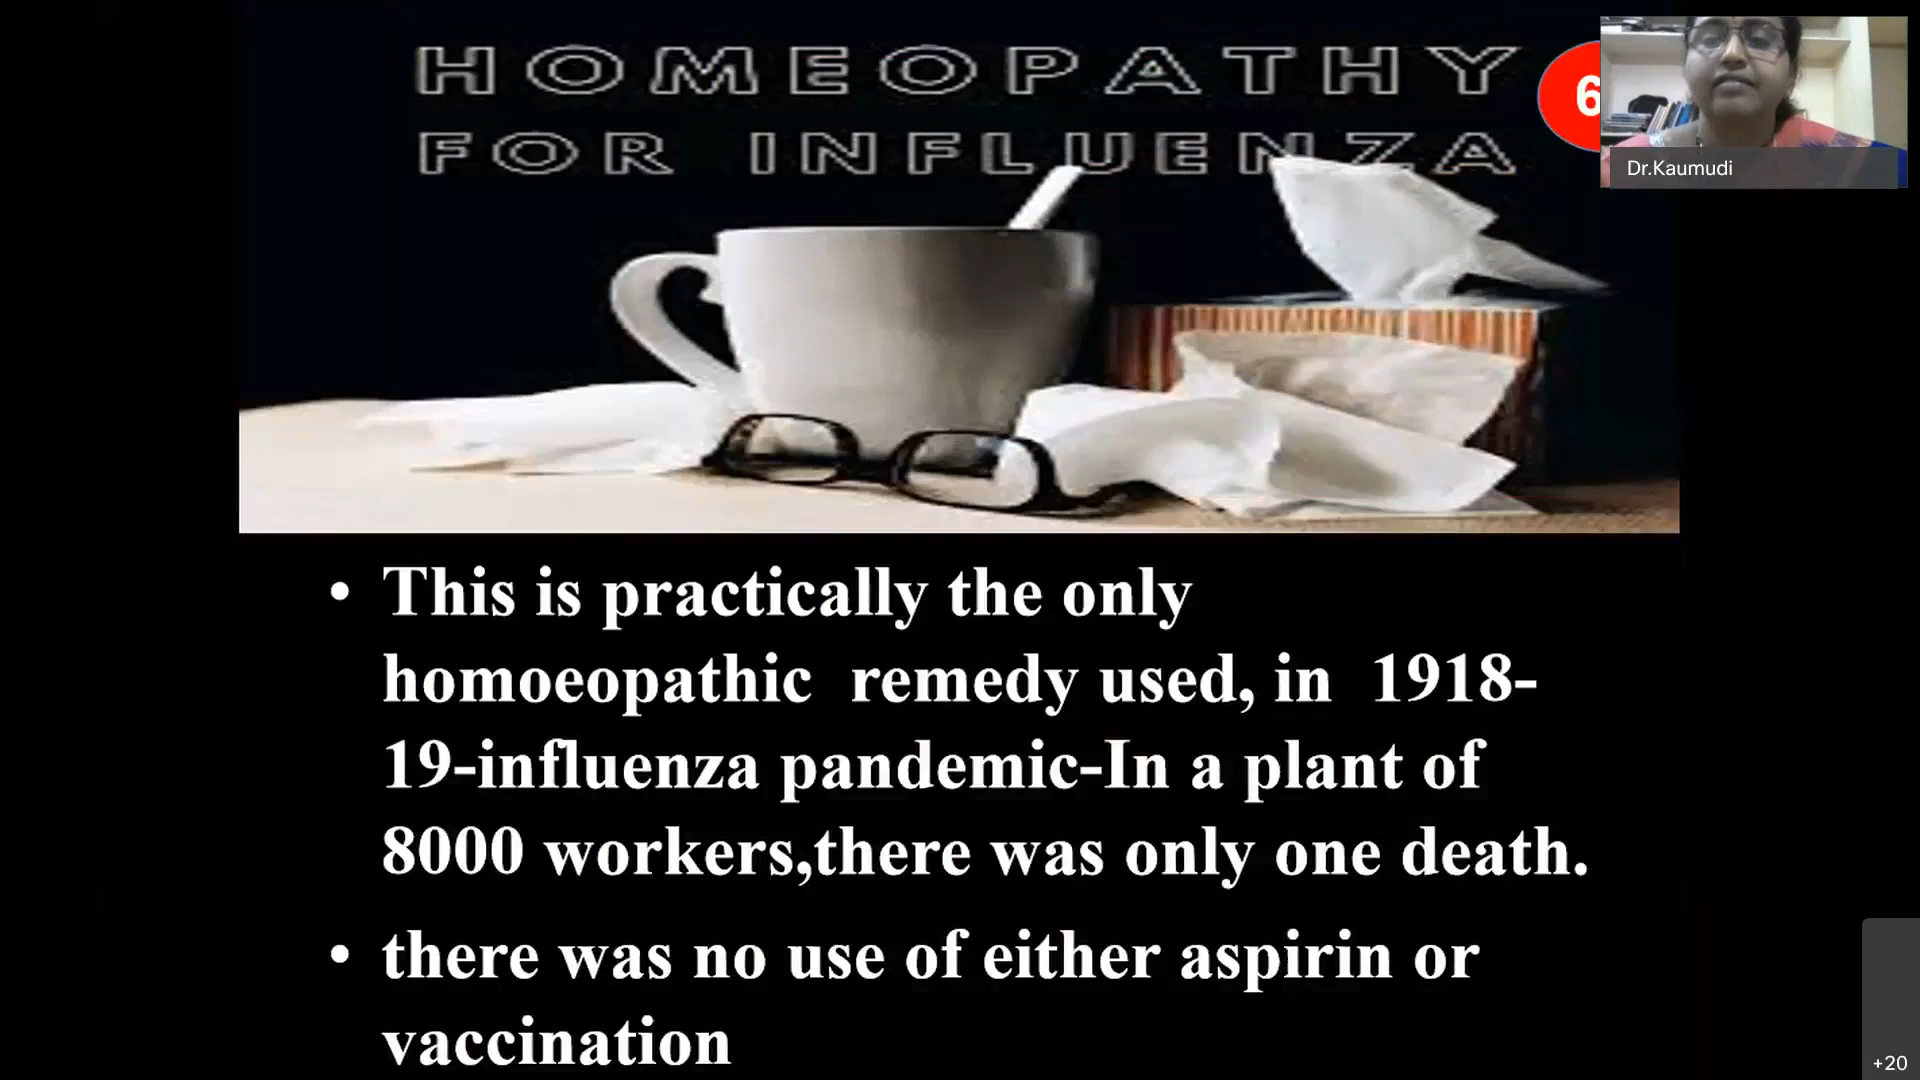 HOMEOPATHY
FOR INFLUENZA
6
Dr.Kaumudi
• This is practically the only
homoeopathic remedy used, in 1918-
19-influenza pandemic-In a plant of
8000 workers,there was only one death.
• there was no use of either aspirin or
vaccination
+20